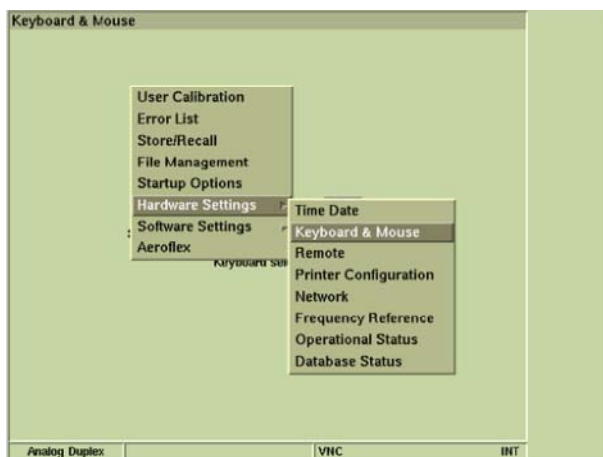 Keyboard & Mouse
User Calibration
Error List
Store/Recall
File Management
Startup Options
Hardware Settings
Software Settings
Aeroflex
Time Date
Keyboard & Mouse
Remote
Printer Configuration
Network
Frequency Reference
Operational Status
Database Status
Keyboard
Analog Duplex
VNC
INT